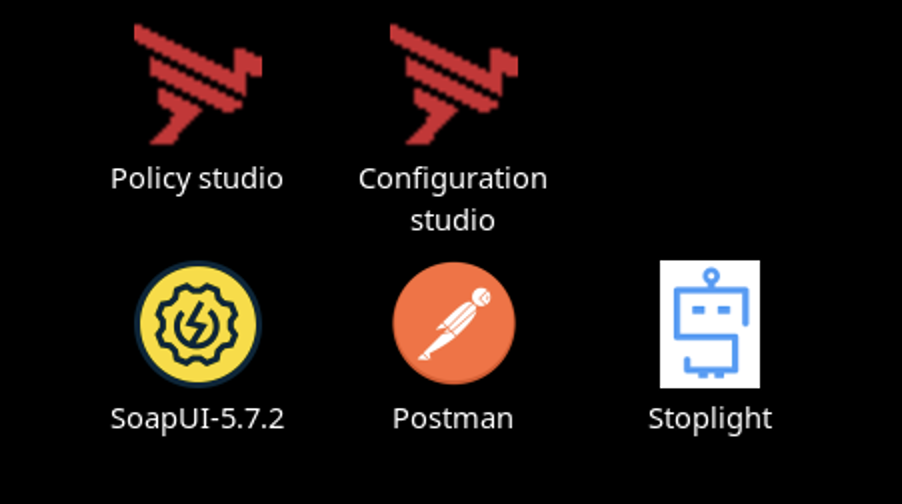 Policy studio
Configuration
studio
SoapUI-5.7.2
Postman
Stoplight